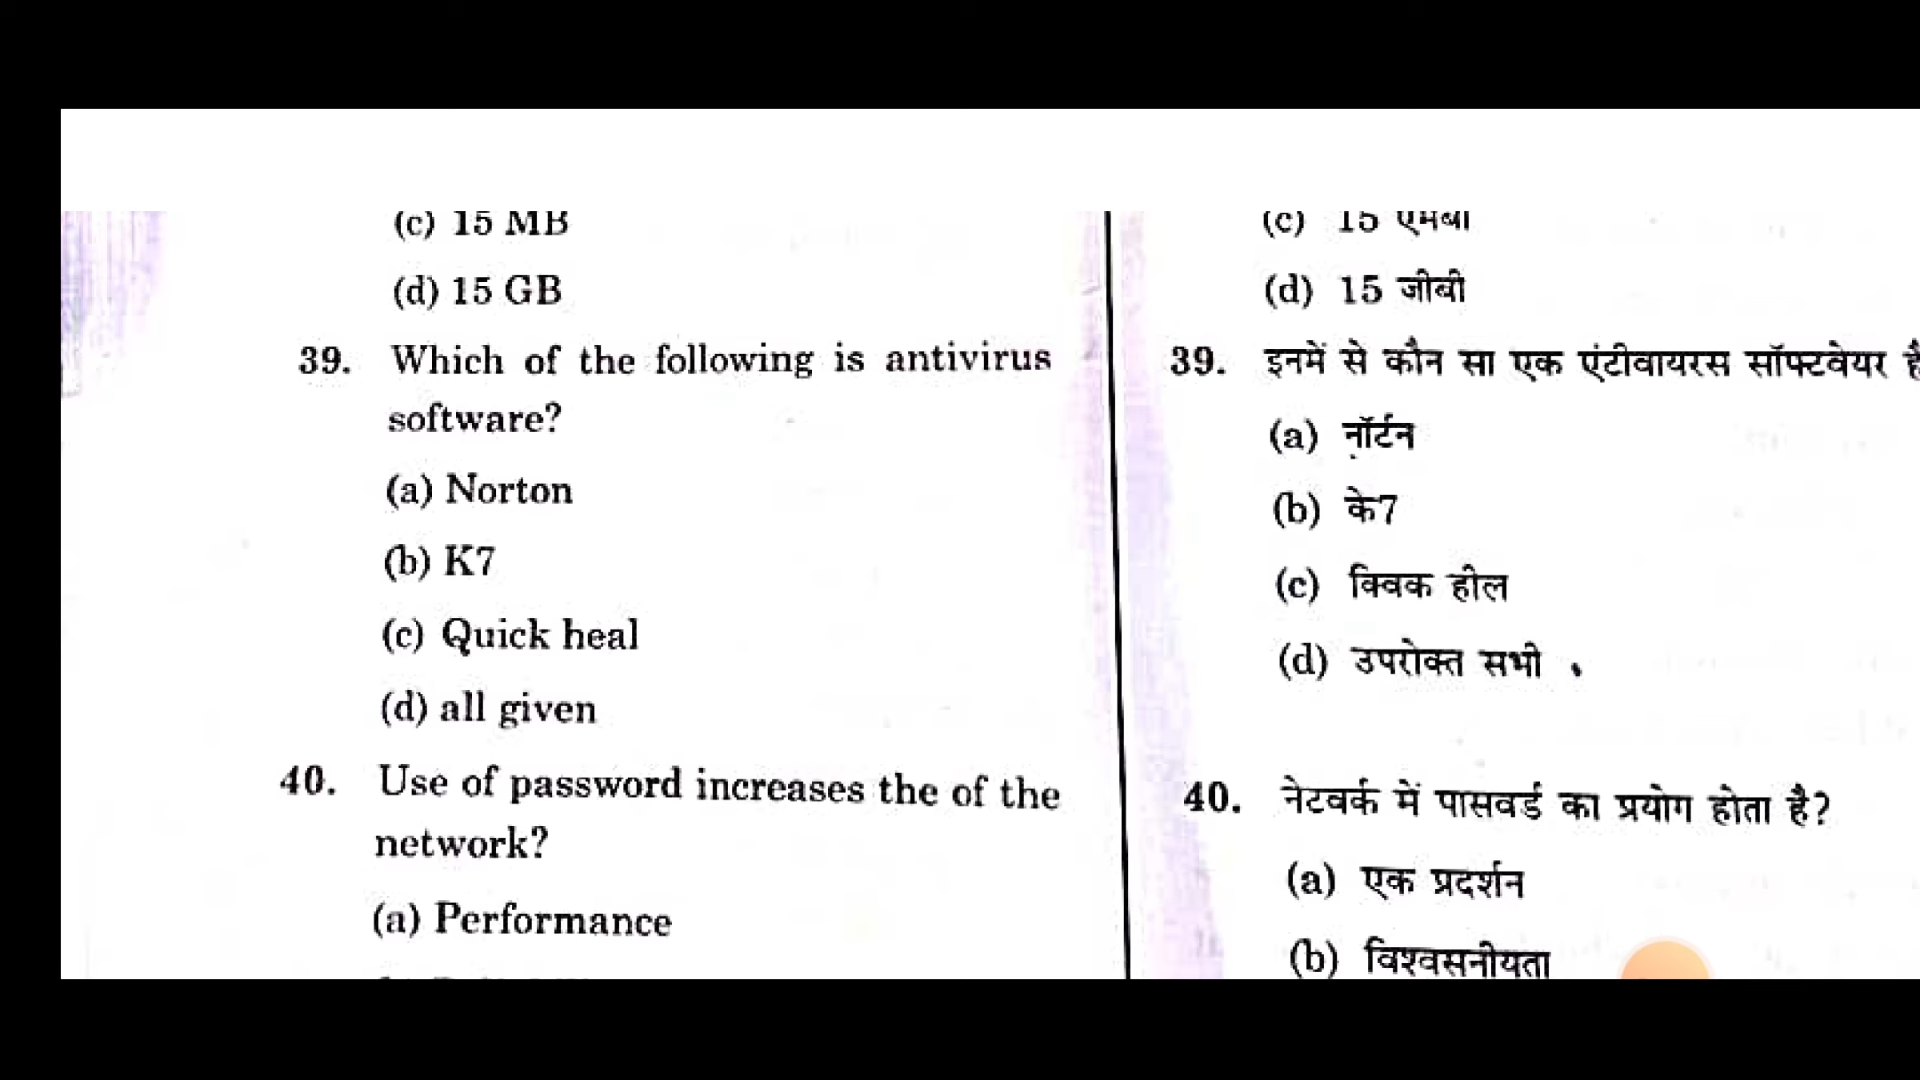 (c) 15 MB
(d) 15 GB
39. Which of the following is antivirus
software?
(a) Norton
(b) K7
(c) Quick heal
(d) all given
40. Use of password increases the of the
network?
(a) Performance
(c) 15 एमबी
(d) 15 जीबी
39. इनमें से कौन सा एक एंटीवायरस सॉफ्टवेयर है
(a) नॉर्टन
(b) के7
(c) क्विक हील
(d) उपरोक्त सभी
40. नेटवर्क में पासवर्ड का प्रयोग होता है?
(a) एक प्रदर्शन
(b) विश्वसनीयता